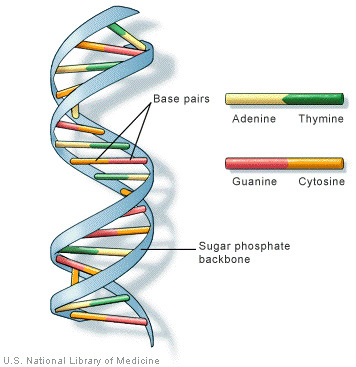 Base pairs
Adenine Thymine
Guanine Cytosine
Sugar phosphate
backbone
U.S. National Library of Medicine